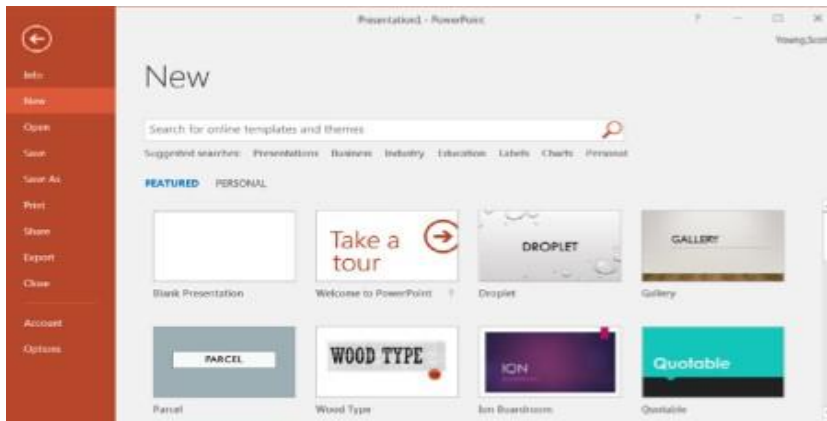 Presentation1 - PowerPoint
?
Young,Scott
Info
New
Open
Save
Save As
Print
Share
Export
Close
Account
Options
New
Search for online templates and themes
Suggested searches: Presentations Business Industry Education Labels Charts Personal
FEATURED PERSONAL
Take a
tour
DROPLET
GALLERY
Blank Presentation
Welcome to PowerPoint
Droplet
Gallery
PARCEL
WOOD TYPE
ION
Quotable
Parcel
Wood Type
Ion Boardroom
Quotable